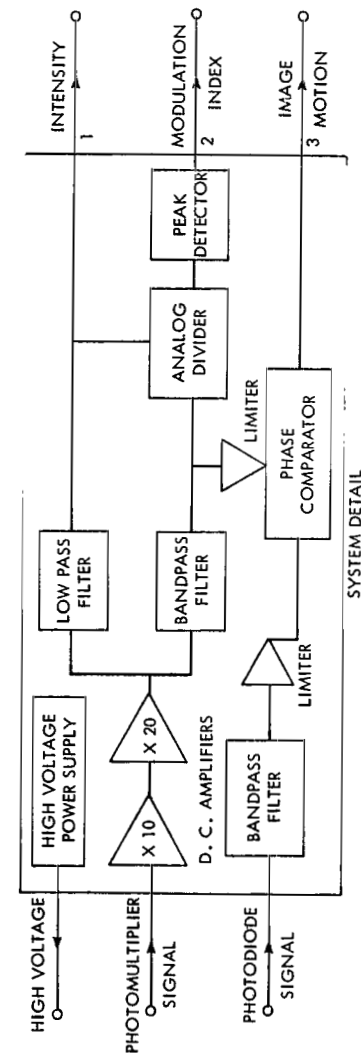 HIGH VOLTAGE
PHOTOMULTIPLIER
SIGNAL
PHOTODIODE
SIGNAL
HIGH VOLTAGE
POWER SUPPLY
X 10
X 20
D. C. AMPLIFIERS
BANDPASS
FILTER
LIMITER
LOW PASS
FILTER
BANDPASS
FILTER
LIMITER
PHASE
COMPARATOR
ANALOG
DIVIDER
PEAK
DETECTOR
INTENSITY
1
MODULATION
2
INDEX
IMAGE
3
MOTION
SYSTEM DETAIL